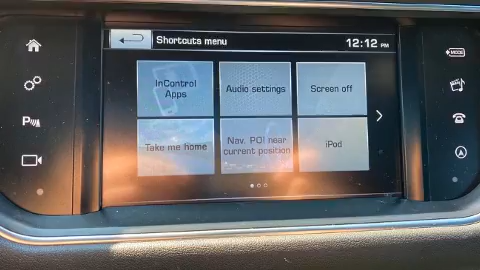 Shortcuts menu
12:12 PM
InControl
Apps
Audio settings
Screen off
Take me home
Nav. POI near
current position
iPod
MODE
P